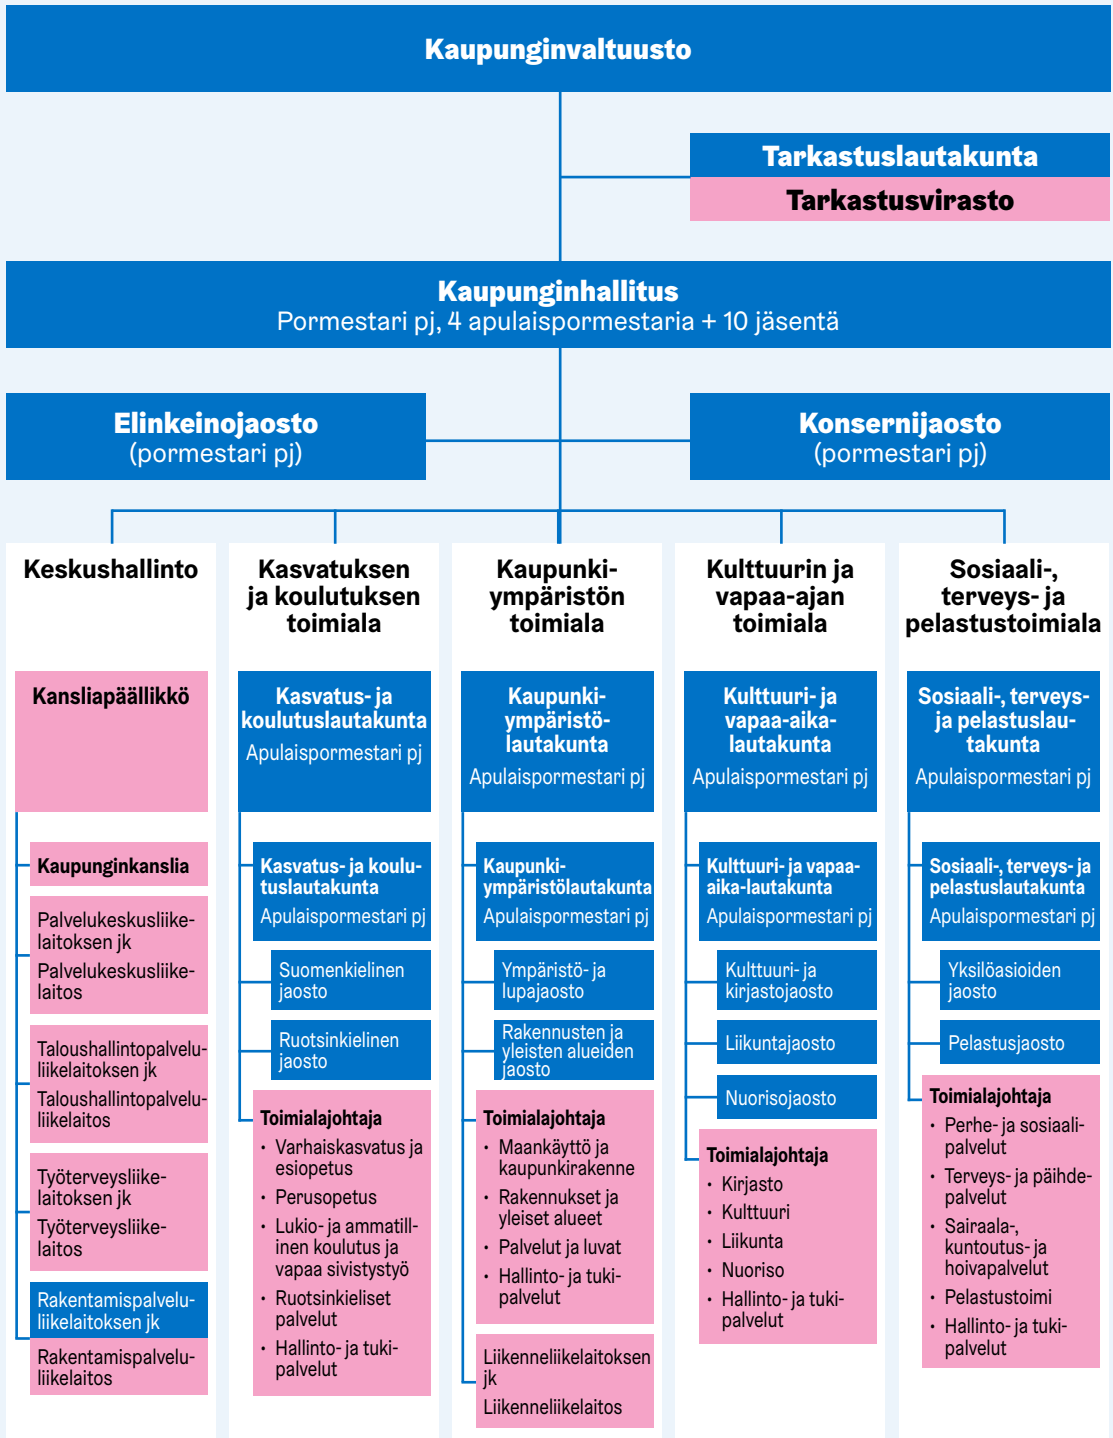 Kaupunginvaltuusto
Tarkastuslautakunta
Tarkastusvirasto
Kaupunginhallitus
Pormestari pj, 4 apulaispormestaria + 10 jäsentä
Elinkeinojaosto
(pormestari pj)
Konsernijaosto
(pormestari pj)
Keskushallinto
Kansliapäällikkö
Kaupunginkanslia
Palvelukeskusliike-
laitoksen jk
Palvelukeskusliike-
laitos
Taloushallintopalvelu-
liikelaitoksen jk
Taloushallintopalvelu-
liikelaitos
Työterveysliike-
laitoksen jk
Työterveysliike-
laitos
Rakentamispalvelu-
liikelaitoksen jk
Rakentamispalvelu-
liikelaitos
Kasvatuksen
ja koulutuksen
toimiala
Kasvatus- ja
koulutuslautakunta
Apulaispormestari pj
Kasvatus- ja koulu-
tuslautakunta
Apulaispormestari pj
Suomenkielinen
jaosto
Ruotsinkielinen
jaosto
Toimialajohtaja
• Varhaiskasvatus ja
esiopetus
• Perusopetus
• Lukio- ja ammatill-
inen koulutus ja
vapaa sivistystyö
• Ruotsinkieliset
palvelut
• Hallinto- ja tuki-
palvelut
Kaupunki-
ympäristön
toimiala
Kaupunki-
ympäristö-
lautakunta
Apulaispormestari pj
Kaupunki-
ympäristölautakunta
Apulaispormestari pj
Ympäristö- ja
lupajaosto
Rakennusten ja
yleisten alueiden
jaosto
Toimialajohtaja
• Maankäyttö ja
kaupunkirakenne
• Rakennukset ja
yleiset alueet
• Palvelut ja luvat
• Hallinto- ja tuki-
palvelut
Liikenneliikelaitoksen
jk
Liikenneliikelaitos
Kulttuurin ja
vapaa-ajan
toimiala
Kulttuuri- ja
vapaa-aika-
lautakunta
Apulaispormestari pj
Kulttuuri- ja vapaa-
aika-lautakunta
Apulaispormestari pj
Kulttuuri- ja
kirjastojaosto
Liikuntajaosto
Nuorisojaosto
Toimialajohtaja
• Kirjasto
• Kulttuuri
• Liikunta
• Nuoriso
• Hallinto- ja tuki-
palvelut
Sosiaali-,
terveys- ja
pelastustoimiala
Sosiaali-, terveys-
ja pelastuslau-
takunta
Apulaispormestari pj
Sosiaali-, terveys- ja
pelastuslautakunta
Apulaispormestari pj
Yksilöasioiden
jaosto
Pelastusjaosto
Toimialajohtaja
• Perhe- ja sosiaali-
palvelut
• Terveys- ja päihde-
palvelut
• Sairaala-,
kuntoutus- ja
hoivapalvelut
• Pelastustoimi
• Hallinto- ja tuki-
palvelut